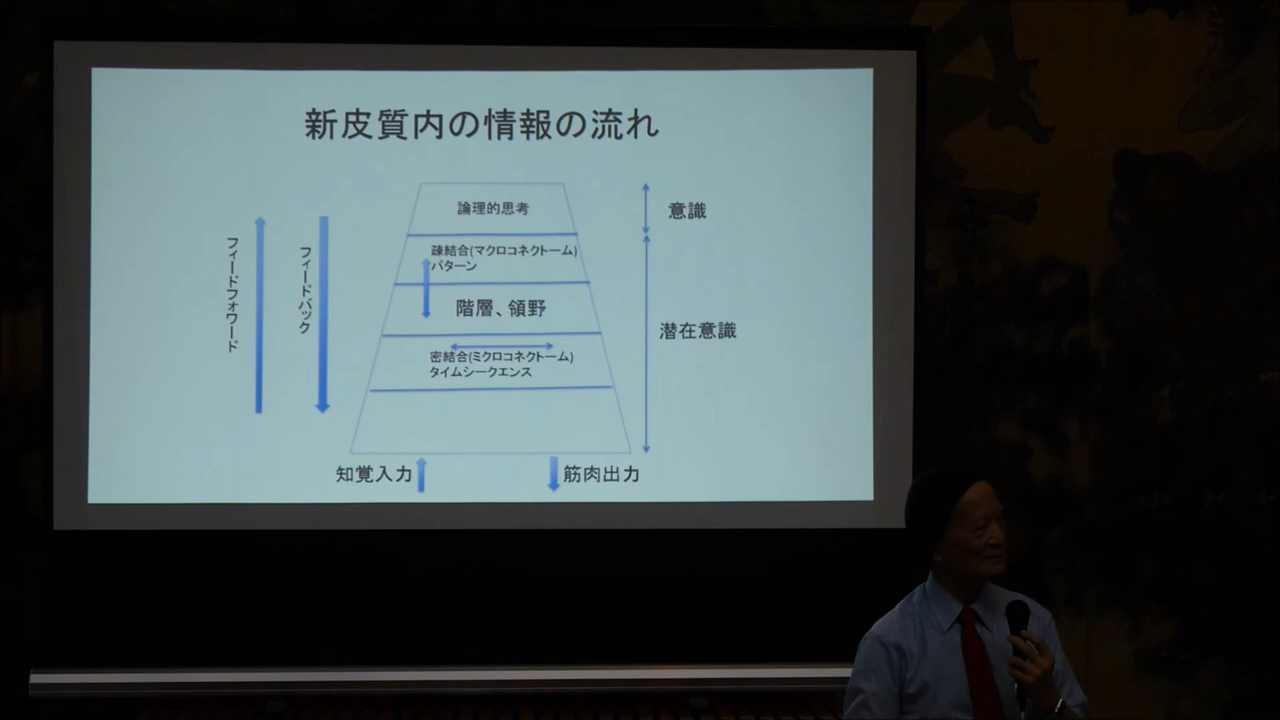 新皮質内の情報の流れ
論理的思考
意識
疎結合(マクロコネクトーム)
パターン
フィードフォワード
フィードバック
階層、領野
潜在意識
密結合(ミクロコネクトーム)
タイムシークエンス
知覚入力
筋肉出力